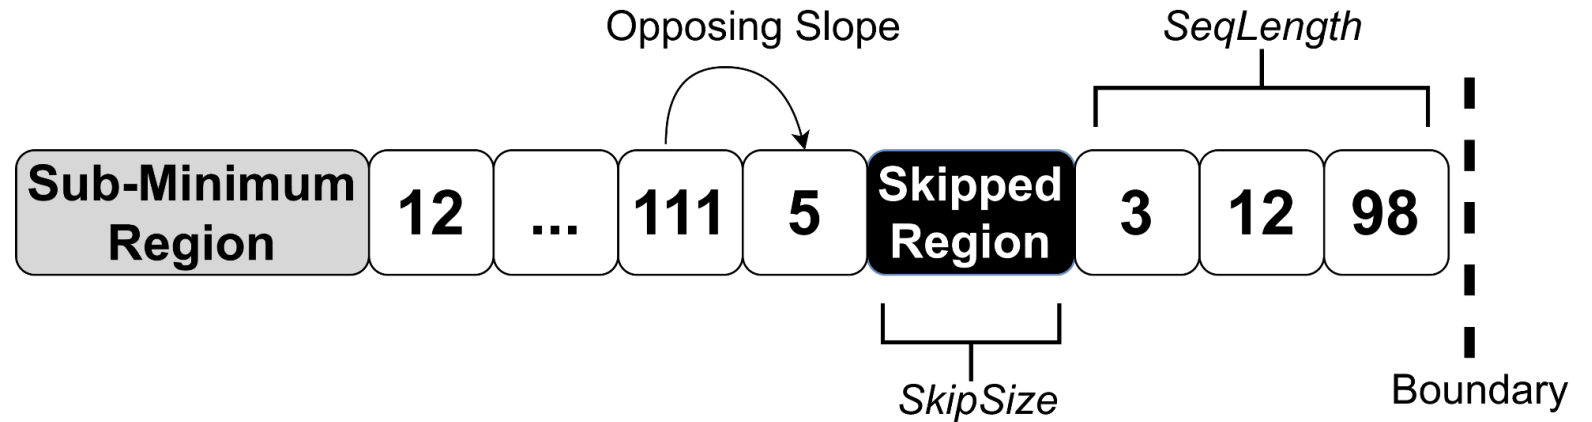 Opposing Slope
SeqLength
Sub-Minimum
Region
12
...
111
5
Skipped
Region
3
12
98
SkipSize
Boundary